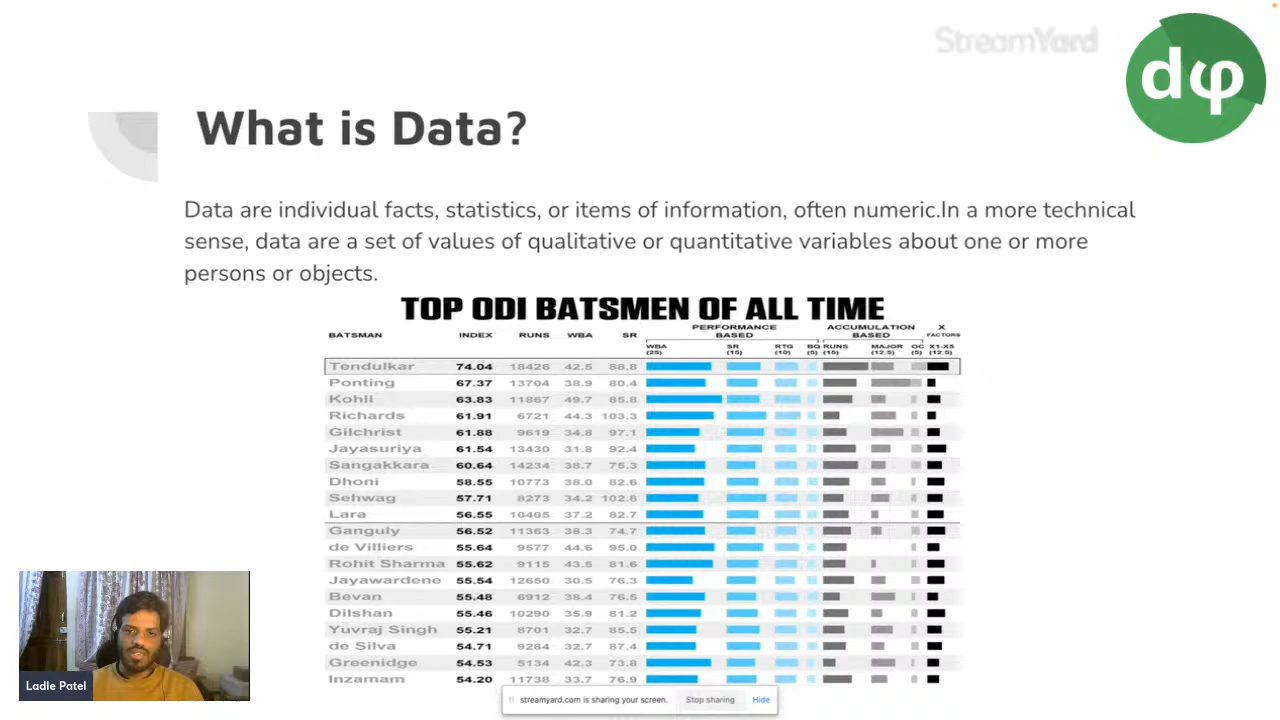 StreamYard
dφ
What is Data?
Data are individual facts, statistics, or items of information, often numeric.In a more technical
sense, data are a set of values of qualitative or quantitative variables about one or more
persons or objects.
TOP ODI BATSMEN OF ALL TIME
PERFORMANCE BASED ACCUMULATION BASED X FACTORS
BATSMAN INDEX RUNS WBA SR WBA (25) SR (15) RTG (10) BQ (5) RUNS (15) MAJOR (12.5) OC (5) X1-X5 (12.5)
Tendulkar 74.04 18426 42.5 88.8
Ponting 67.37 13704 38.9 80.4
Kohli 63.83 11867 49.7 85.8
Richards 61.91 6721 44.3 103.3
Gilchrist 61.88 9619 34.8 97.1
Jayasuriya 61.54 13430 31.8 92.4
Sangakkara 60.64 14234 38.7 75.3
Dhoni 58.55 10773 38.0 82.6
Sehwag 57.71 8273 34.2 102.8
Lara 56.55 10405 37.2 82.7
Ganguly 56.52 11363 38.3 74.7
de Villiers 55.64 9577 44.6 95.0
Rohit Sharma 55.62 9115 43.5 81.6
Jayawardene 55.54 12650 30.5 76.3
Bevan 55.48 6912 38.4 76.5
Dilshan 55.46 10290 35.9 81.2
Yuvraj Singh 55.21 8701 32.7 85.5
de Silva 54.71 9284 32.7 87.4
Greenidge 54.53 5134 42.3 73.8
Inzamam 54.20 11738 33.7 76.9
Ladle Patel
streamyard.com is sharing your screen. Stop sharing Hide